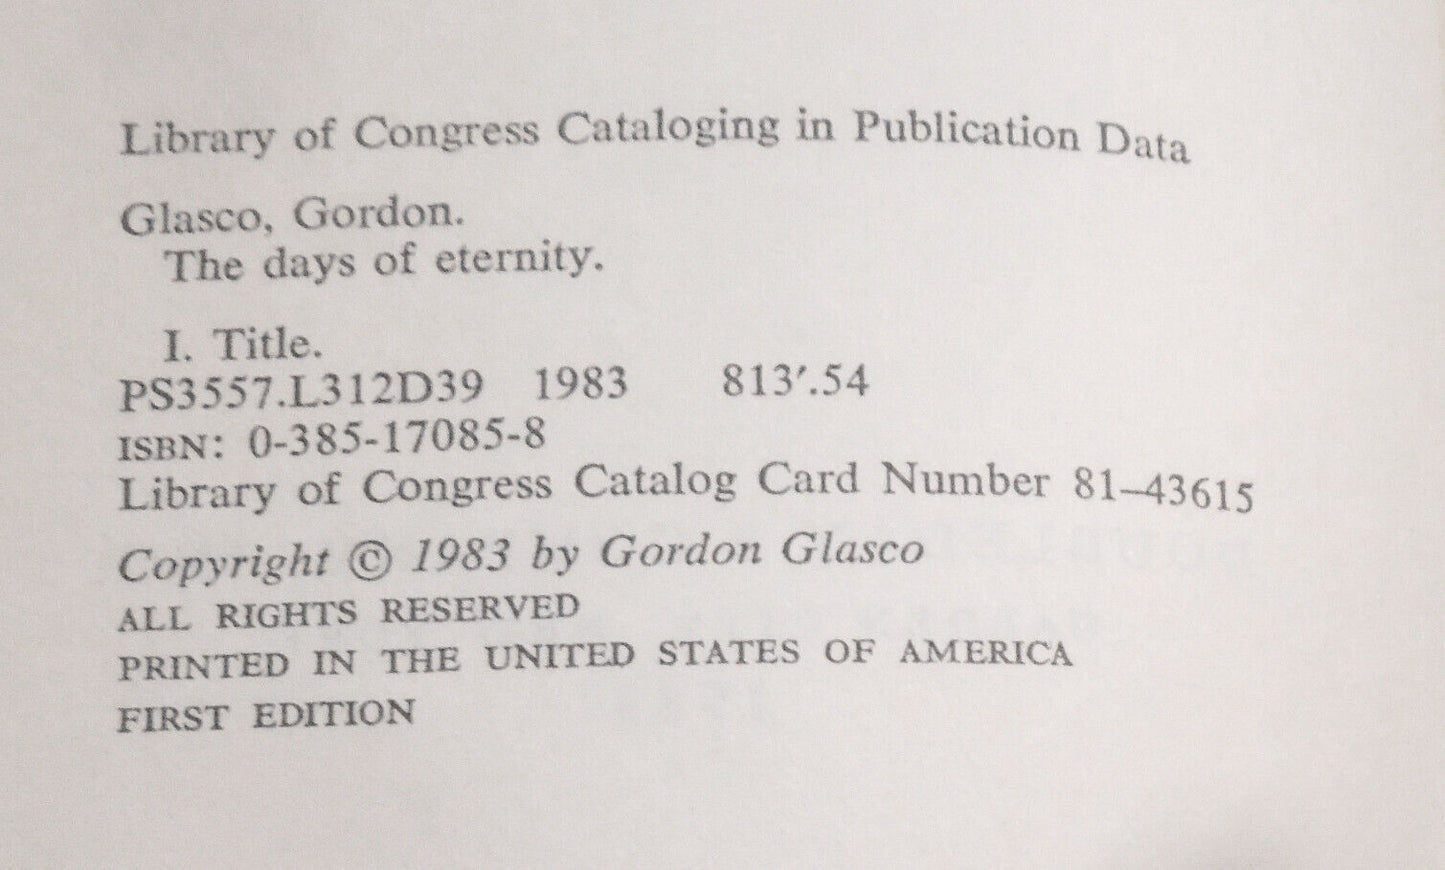 Library of Congress Cataloging in Publication Data
Glasco, Gordon.
The days of eternity.
I. Title.
PS3557.L312D39 1983 813′.54
ISBN: 0-385-17085-8
Library of Congress Catalog Card Number 81–43615
Copyright © 1983 by Gordon Glasco
ALL RIGHTS RESERVED
PRINTED IN THE UNITED STATES OF AMERICA
FIRST EDITION